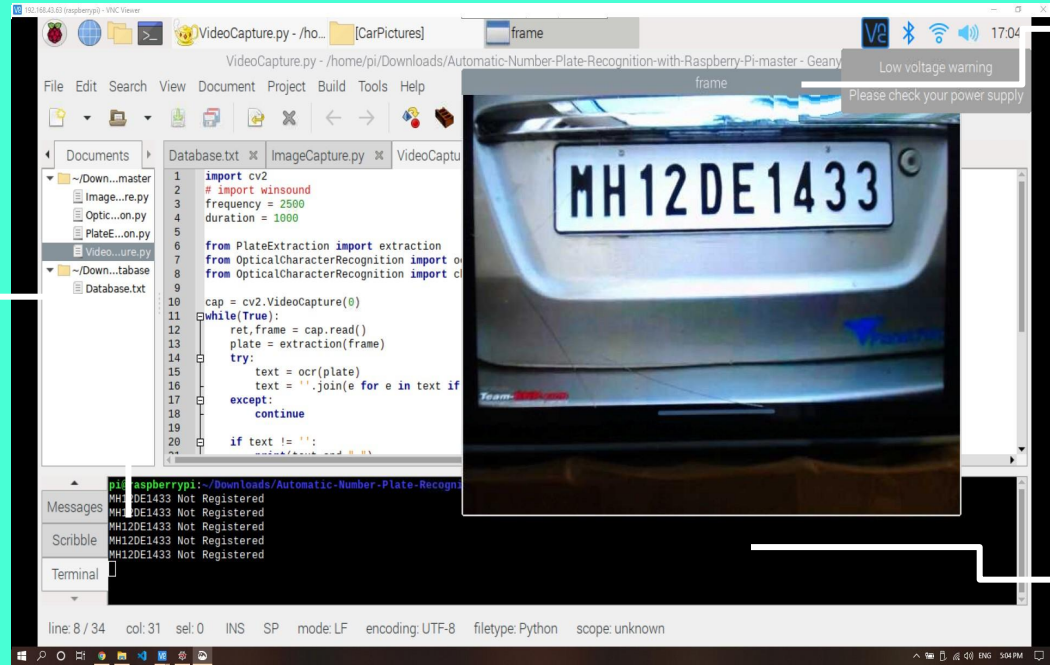 192.168.43.63 (raspberrypi) - VNC Viewer
VideoCapture.py - /ho...
[CarPictures]
frame
17:04
VideoCapture.py - /home/pi/Downloads/Automatic-Number-Plate-Recognition-with-Raspberry-Pi-master - Geany
Low voltage warning
Please check your power supply
frame
File Edit Search View Document Project Build Tools Help
Documents
Database.txt
ImageCapture.py
VideoCaptu
~/Down...master
Image...re.py
Optic...on.py
PlateE...on.py
Video...ure.py
~/Down...tabase
Database.txt
1 import cv2
2 # import winsound
3 frequency = 2500
4 duration = 1000
5
6 from PlateExtraction import extraction
7 from OpticalCharacterRecognition import o
8 from OpticalCharacterRecognition import c
9
10 cap = cv2.VideoCapture(0)
11 while(True):
12 ret,frame = cap.read()
13 plate = extraction(frame)
14 try:
15 text = ocr(plate)
16 text = ''.join(e for e in text if
17 except:
18 continue
19
20 if text != '':
MH12DE1433
Messages
Scribble
Terminal
pi@raspberrypi:~/Downloads/Automatic-Number-Plate-Recogni
MH12DE1433 Not Registered
MH12DE1433 Not Registered
MH12DE1433 Not Registered
MH12DE1433 Not Registered
MH12DE1433 Not Registered
line: 8 / 34 col: 31 sel: 0 INS SP mode: LF encoding: UTF-8 filetype: Python scope: unknown
ENG 5:04 PM